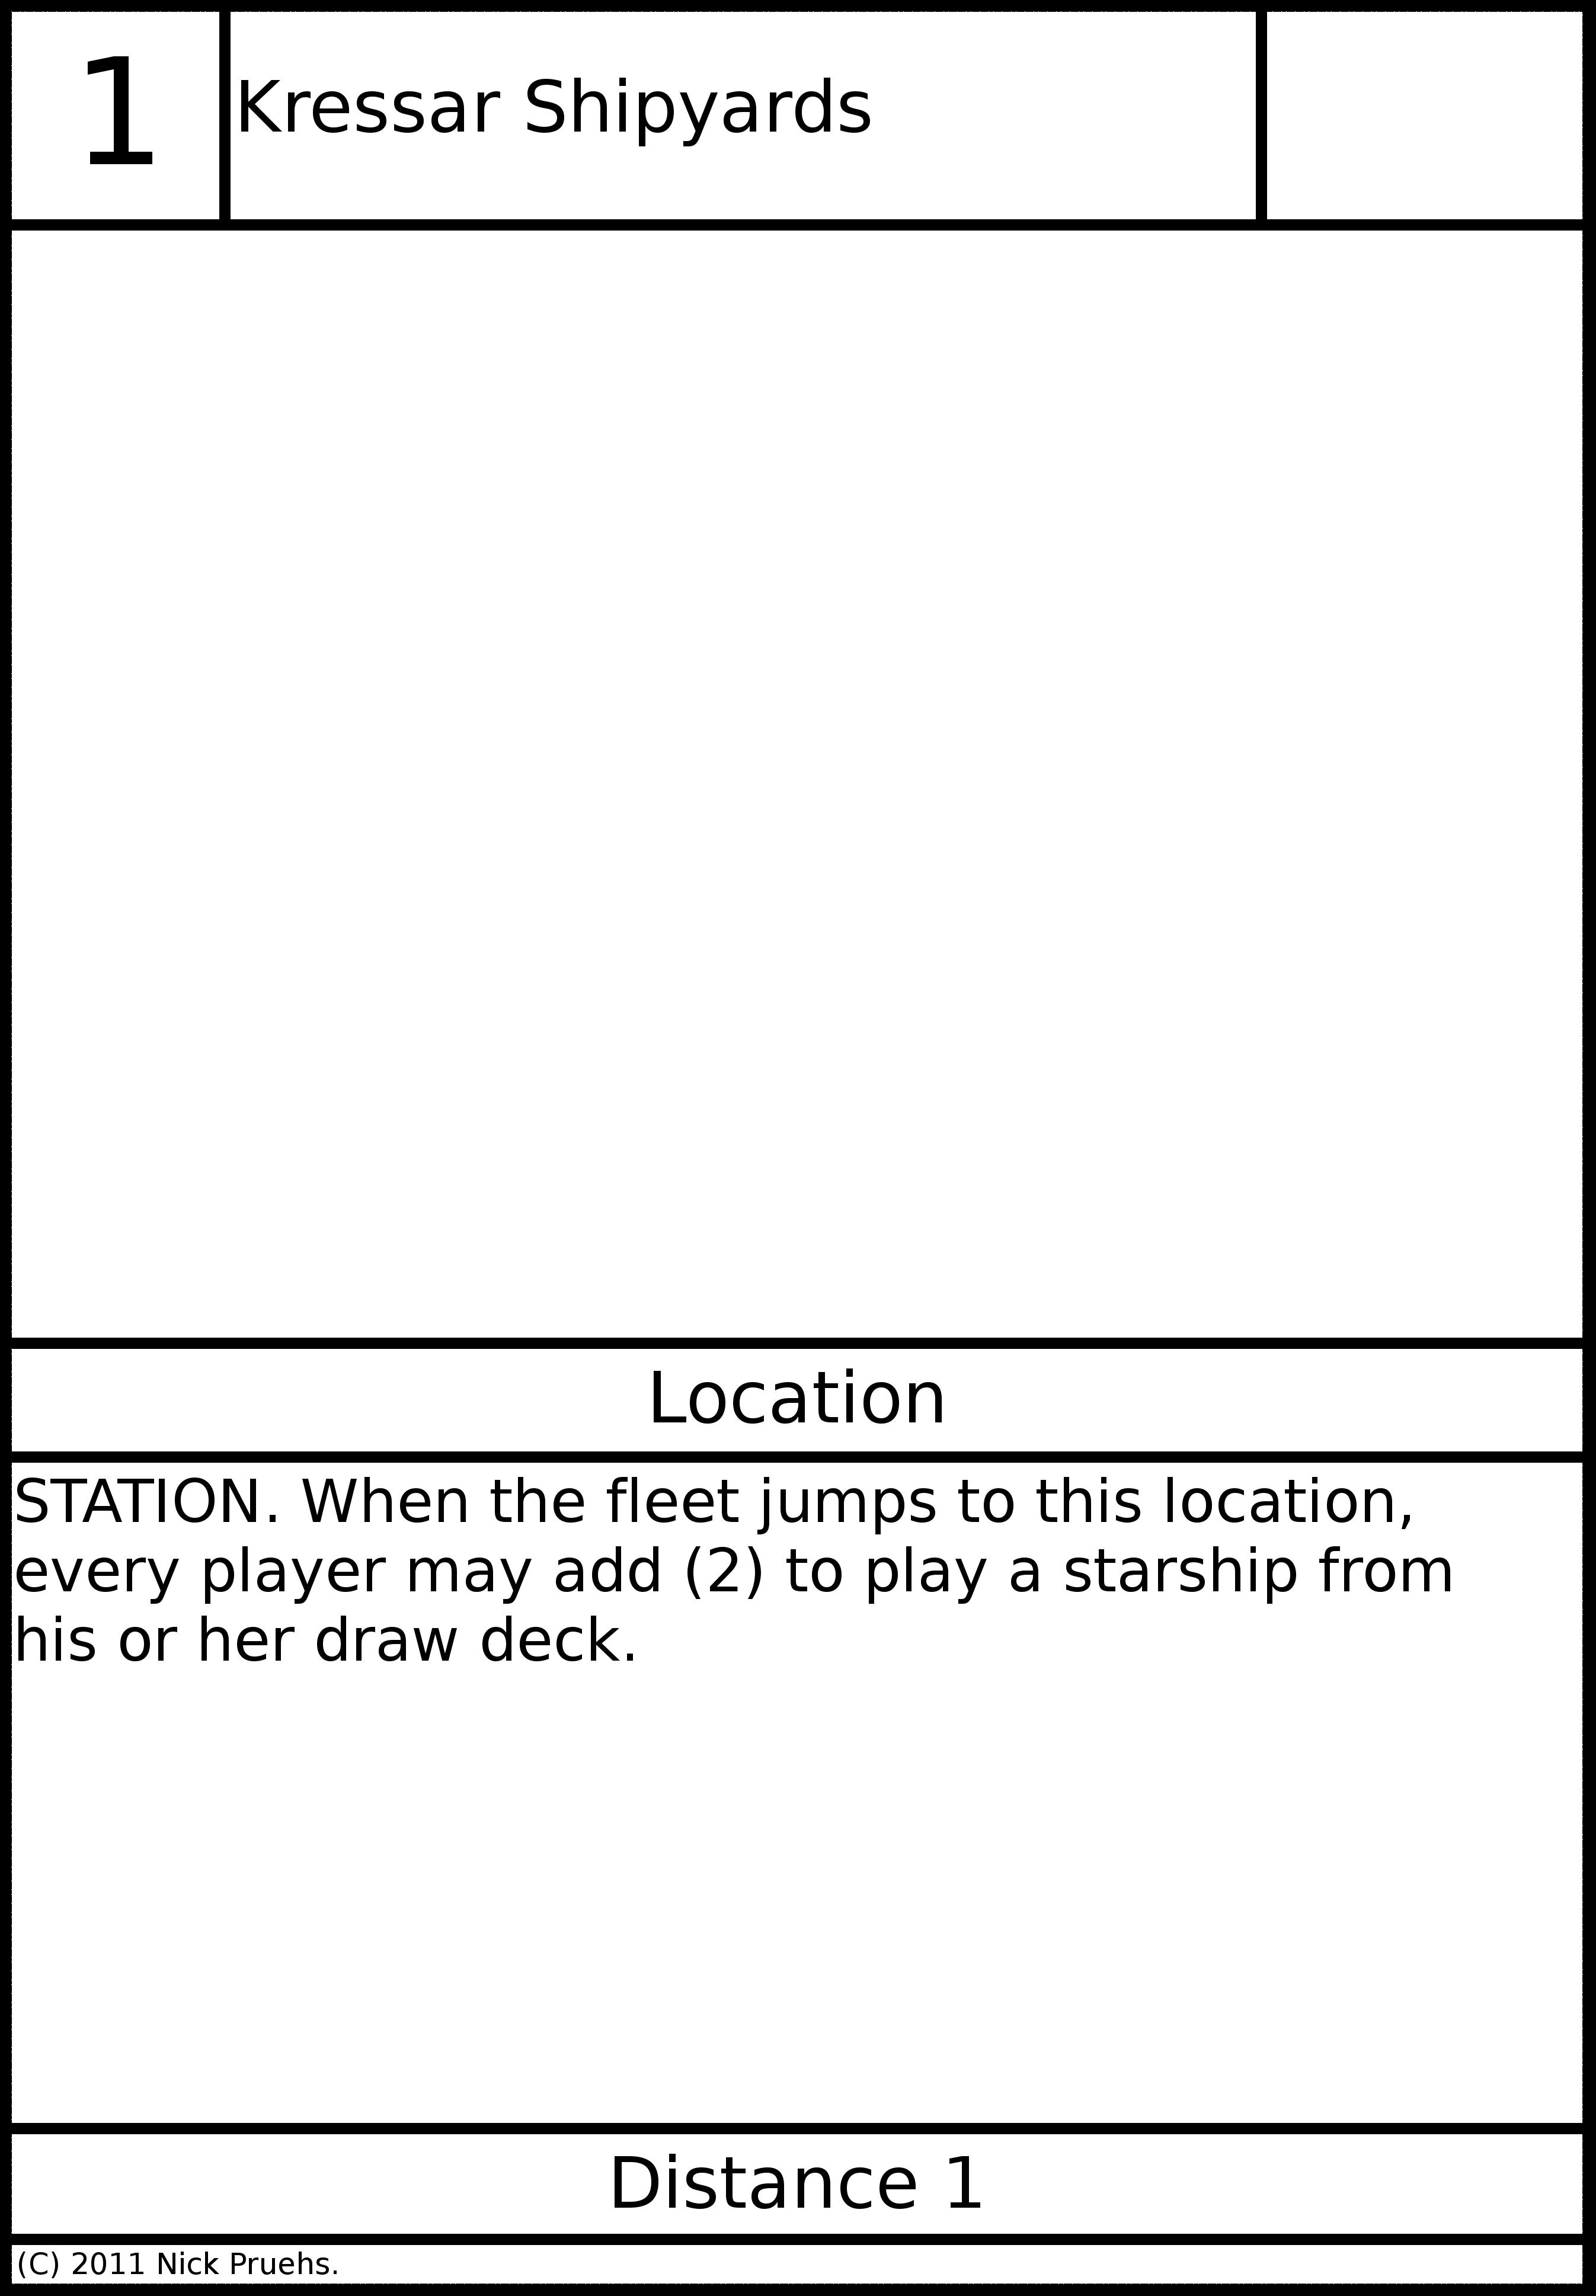 1
Kressar Shipyards
Location
STATION. When the fleet jumps to this location,
every player may add (2) to play a starship from
his or her draw deck.
Distance 1
(C) 2011 Nick Pruehs.